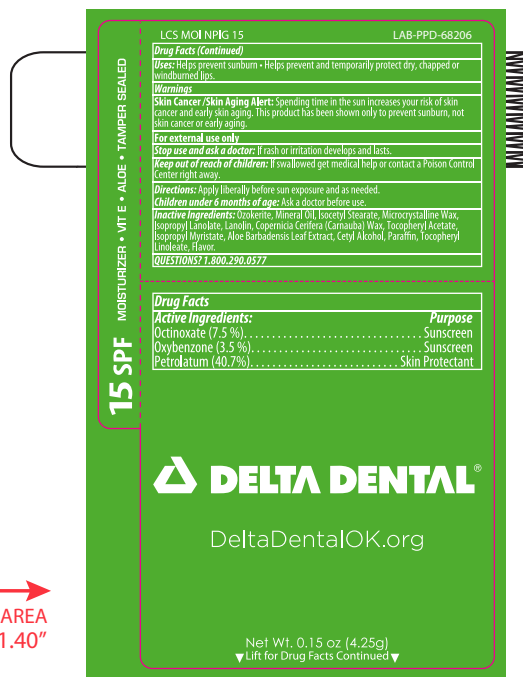 LCS MOI NPIG 15 LAB-PPD-68206
Drug Facts (Continued)
Uses: Helps prevent sunburn • Helps prevent and temporarily protect dry, chapped or
windburned lips.
Warnings
Skin Cancer /Skin Aging Alert: Spending time in the sun increases your risk of skin
cancer and early skin aging. This product has been shown only to prevent sunburn, not
skin cancer or early aging.
For external use only
Stop use and ask a doctor: If rash or irritation develops and lasts.
Keep out of reach of children: If swallowed get medical help or contact a Poison Control
Center right away.
Directions: Apply liberally before sun exposure and as needed.
Children under 6 months of age: Ask a doctor before use.
Inactive Ingredients: Ozokerite, Mineral Oil, Isocetyl Stearate, Microcrystalline Wax,
Isopropyl Lanolate, Lanolin, Copernicia Cerifera (Carnauba) Wax, Tocopheryl Acetate,
Isopropyl Myristate, Aloe Barbadensis Leaf Extract, Cetyl Alcohol, Paraffin, Tocopheryl
Linoleate, Flavor.
QUESTIONS? 1.800.290.0577
15 SPF MOISTURIZER • VIT E • ALOE • TAMPER SEALED
Drug Facts
Active Ingredients: Purpose
Octinoxate (7.5 %)................................Sunscreen
Oxybenzone (3.5 %)...............................Sunscreen
Petrolatum (40.7%)...........................Skin Protectant
DELTA DENTAL®
DeltaDentalOK.org
AREA
1.40”
Net Wt. 0.15 oz (4.25g)
▼Lift for Drug Facts Continued▼